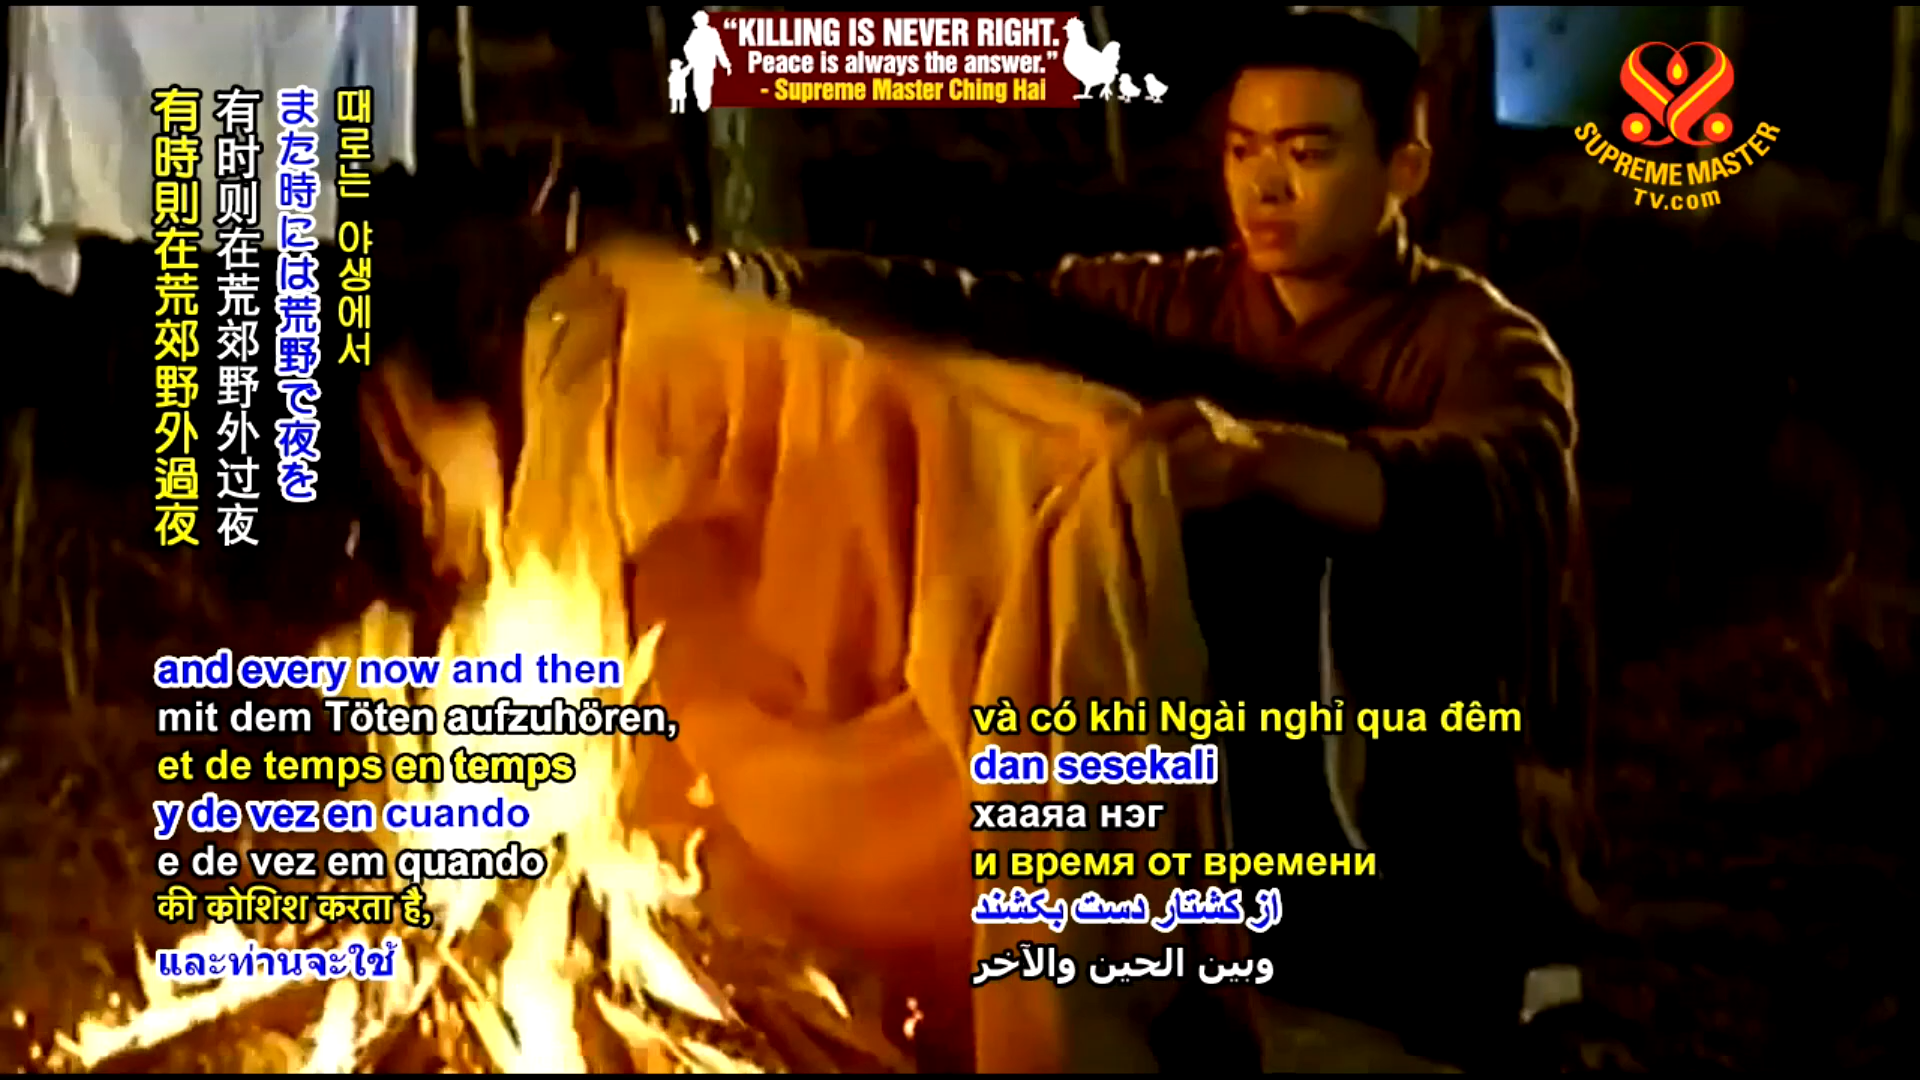 “KILLING IS NEVER RIGHT.
Peace is always the answer.”
- Supreme Master Ching Hai
SUPREME MASTER
TV.com
때로는 야생에서
また時には荒野で夜を
有时则在荒郊野外过夜
有時則在荒郊野外過夜
and every now and then
mit dem Töten aufzuhören,
et de temps en temps
y de vez en cuando
e de vez em quando
की कोशिश करता है,
และท่านจะใช้
và có khi Ngài nghỉ qua đêm
dan sesekali
хааяа нэг
и время от времени
از کشتار دست بکشند
وبين الحين والآخر